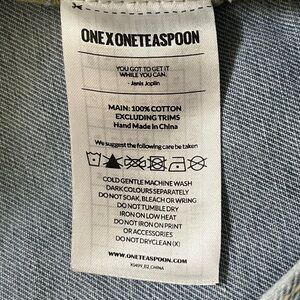 ONEXONETEASPOON
YOU GOT TO GET IT
WHILE YOU CAN.
- Janis Joplin
MAIN: 100% COTTON
EXCLUDING TRIMS
Hand Made in China
We suggest the following care be taken
COLD GENTLE MACHINE WASH
DARK COLOURS SEPARATELY
DO NOT SOAK, BLEACH OR WRING
DO NOT TUMBLE DRY
IRON ON LOW HEAT
DO NOT IRON ON PRINT
OR ACCESSORIES
DO NOT DRYCLEAN (X)
WWW.ONETEASPOON.COM